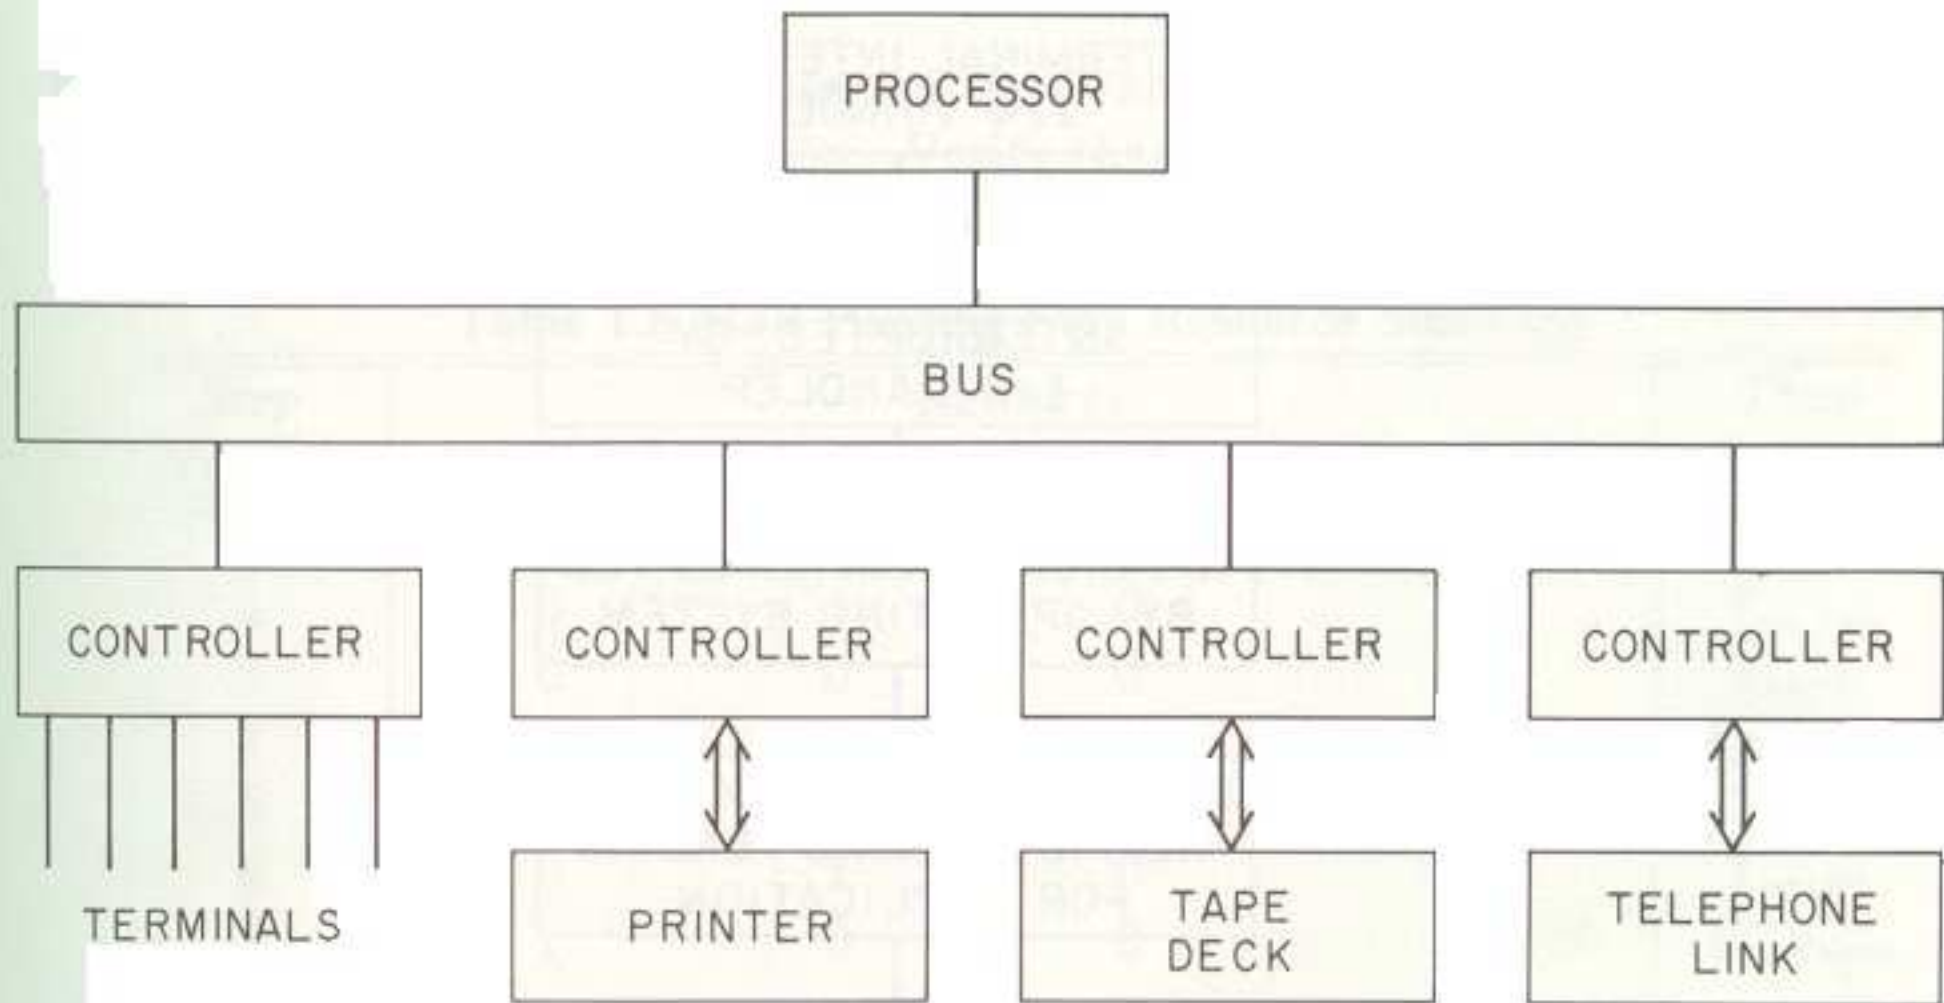 PROCESSOR
BUS
CONTROLLER
CONTROLLER
CONTROLLER
CONTROLLER
TERMINALS
PRINTER
TAPE
DECK
TELEPHONE
LINK